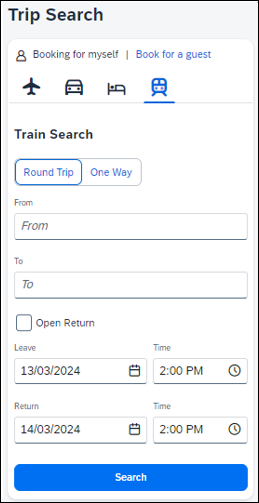 Trip Search
Booking for myself | Book for a guest
Train Search
Round Trip One Way
From
From
To
To
Open Return
Leave Time
13/03/2024 2:00 PM
Return Time
14/03/2024 2:00 PM
Search